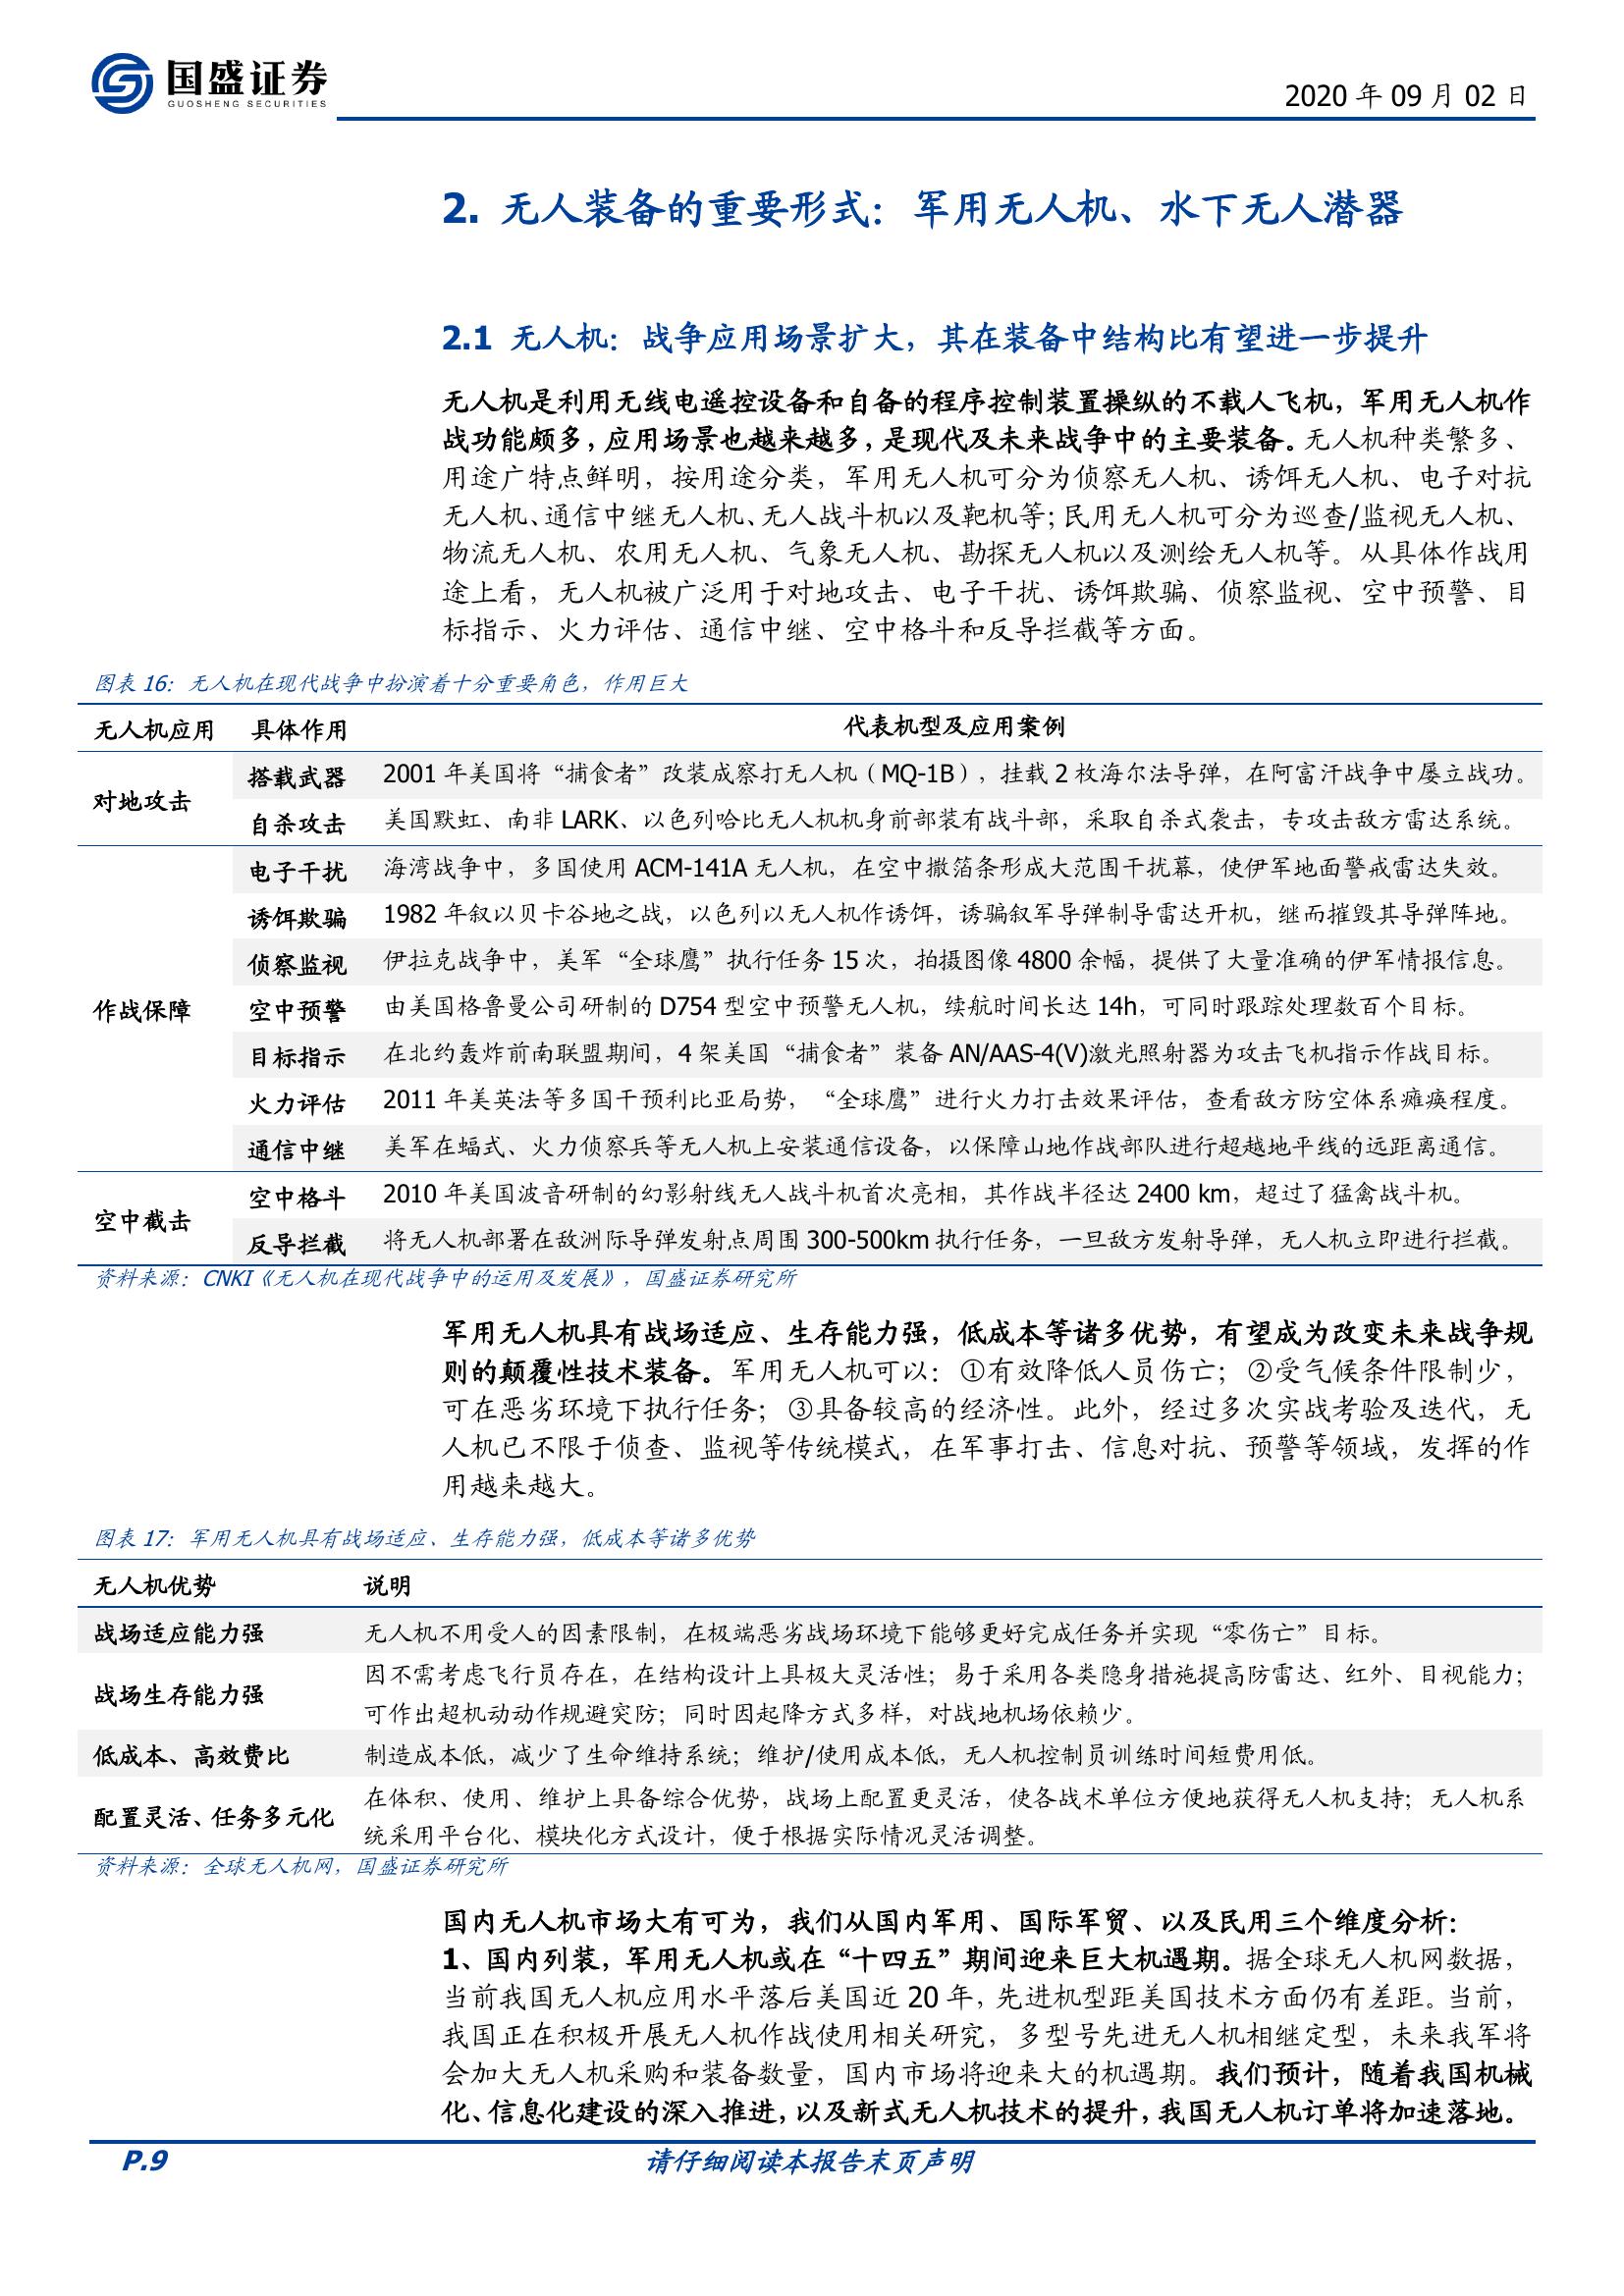 国盛证券
GUOSHENG SECURITIES
2020 年 09 月 02 日
2. 无人装备的重要形式：军用无人机、水下无人潜器
2.1 无人机：战争应用场景扩大，其在装备中结构比有望进一步提升
无人机是利用无线电遥控设备和自备的程序控制装置操纵的不载人飞机，军用无人机作
战功能颇多，应用场景也越来越多，是现代及未来战争中的主要装备。无人机种类繁多、
用途广特点鲜明，按用途分类，军用无人机可分为侦察无人机、诱饵无人机、电子对抗
无人机、通信中继无人机、无人战斗机以及靶机等；民用无人机可分为巡查/监视无人机、
物流无人机、农用无人机、气象无人机、勘探无人机以及测绘无人机等。从具体作战用
途上看，无人机被广泛用于对地攻击、电子干扰、诱饵欺骗、侦察监视、空中预警、目
标指示、火力评估、通信中继、空中格斗和反导拦截等方面。
图表 16：无人机在现代战争中扮演着十分重要角色，作用巨大
无人机应用 具体作用 代表机型及应用案例
对地攻击
搭载武器 2001 年美国将“捕食者”改装成察打无人机（MQ-1B），挂载 2 枚海尔法导弹，在阿富汗战争中屡立战功。
自杀攻击 美国默虹、南非 LARK、以色列哈比无人机机身前部装有战斗部，采取自杀式袭击，专攻击敌方雷达系统。
作战保障
电子干扰 海湾战争中，多国使用 ACM-141A 无人机，在空中撒箔条形成大范围干扰幕，使伊军地面警戒雷达失效。
诱饵欺骗 1982 年叙以贝卡谷地之战，以色列以无人机作诱饵，诱骗叙军导弹制导雷达开机，继而摧毁其导弹阵地。
侦察监视 伊拉克战争中，美军“全球鹰”执行任务 15 次，拍摄图像 4800 余幅，提供了大量准确的伊军情报信息。
空中预警 由美国格鲁曼公司研制的 D754 型空中预警无人机，续航时间长达 14h，可同时跟踪处理数百个目标。
目标指示 在北约轰炸前南联盟期间，4 架美国“捕食者”装备 AN/AAS-4(V)激光照射器为攻击飞机指示作战目标。
火力评估 2011 年美英法等多国干预利比亚局势，“全球鹰”进行火力打击效果评估，查看敌方防空体系瘫痪程度。
通信中继 美军在蝠式、火力侦察兵等无人机上安装通信设备，以保障山地作战部队进行超越地平线的远距离通信。
空中截击
空中格斗 2010 年美国波音研制的幻影射线无人战斗机首次亮相，其作战半径达 2400 km，超过了猛禽战斗机。
反导拦截 将无人机部署在敌洲际导弹发射点周围 300-500km 执行任务，一旦敌方发射导弹，无人机立即进行拦截。
资料来源：CNKI《无人机在现代战争中的运用及发展》，国盛证券研究所
军用无人机具有战场适应、生存能力强，低成本等诸多优势，有望成为改变未来战争规
则的颠覆性技术装备。军用无人机可以：①有效降低人员伤亡；②受气候条件限制少，
可在恶劣环境下执行任务；③具备较高的经济性。此外，经过多次实战考验及迭代，无
人机已不限于侦查、监视等传统模式，在军事打击、信息对抗、预警等领域，发挥的作
用越来越大。
图表 17：军用无人机具有战场适应、生存能力强，低成本等诸多优势
无人机优势 说明
战场适应能力强 无人机不用受人的因素限制，在极端恶劣战场环境下能够更好完成任务并实现“零伤亡”目标。
战场生存能力强
因不需考虑飞行员存在，在结构设计上具极大灵活性；易于采用各类隐身措施提高防雷达、红外、目视能力；
可作出超机动动作规避突防；同时因起降方式多样，对战地机场依赖少。
低成本、高效费比 制造成本低，减少了生命维持系统；维护/使用成本低，无人机控制员训练时间短费用低。
配置灵活、任务多元化
在体积、使用、维护上具备综合优势，战场上配置更灵活，使各战术单位方便地获得无人机支持；无人机系
统采用平台化、模块化方式设计，便于根据实际情况灵活调整。
资料来源：全球无人机网，国盛证券研究所
国内无人机市场大有可为，我们从国内军用、国际军贸、以及民用三个维度分析：
1、国内列装，军用无人机或在“十四五”期间迎来巨大机遇期。据全球无人机网数据，
当前我国无人机应用水平落后美国近 20 年，先进机型距美国技术方面仍有差距。当前，
我国正在积极开展无人机作战使用相关研究，多型号先进无人机相继定型，未来我军将
会加大无人机采购和装备数量，国内市场将迎来大的机遇期。我们预计，随着我国机械
化、信息化建设的深入推进，以及新式无人机技术的提升，我国无人机订单将加速落地。
P.9 请仔细阅读本报告末页声明